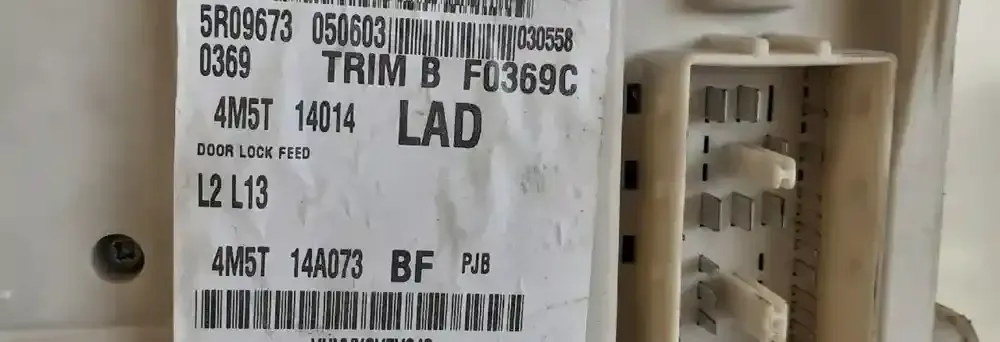 5R09673 050603 030558
0369 TRIM B F0369C
4M5T 14014 LAD
DOOR LOCK FEED
L2 L13
4M5T 14A073 BF PJB